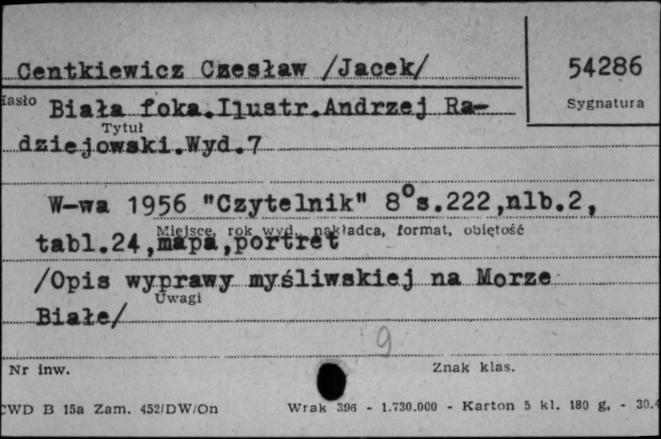 Centkiewicz Czesław /Jacek/
54286
Hasło
Sygnatura
Biała foka.Ilustr.Andrzej Ra-
Tytuł
dziejowski.Wyd.7
W-wa 1956 "Czytelnik" 8° s.222,nlb.2,
Miejsce, rok wyd., nakładca, format, objętość
tabl.24,mapa,portret
/Opis wyprawy myśliwskiej na Morze
Uwagi
Białe/
9
Nr inw.
Znak klas.
CWD B 15a Zam. 452/DW/On
Wrak 396 - 1.730.000 - Karton 5 kl. 180 g, - 30.4